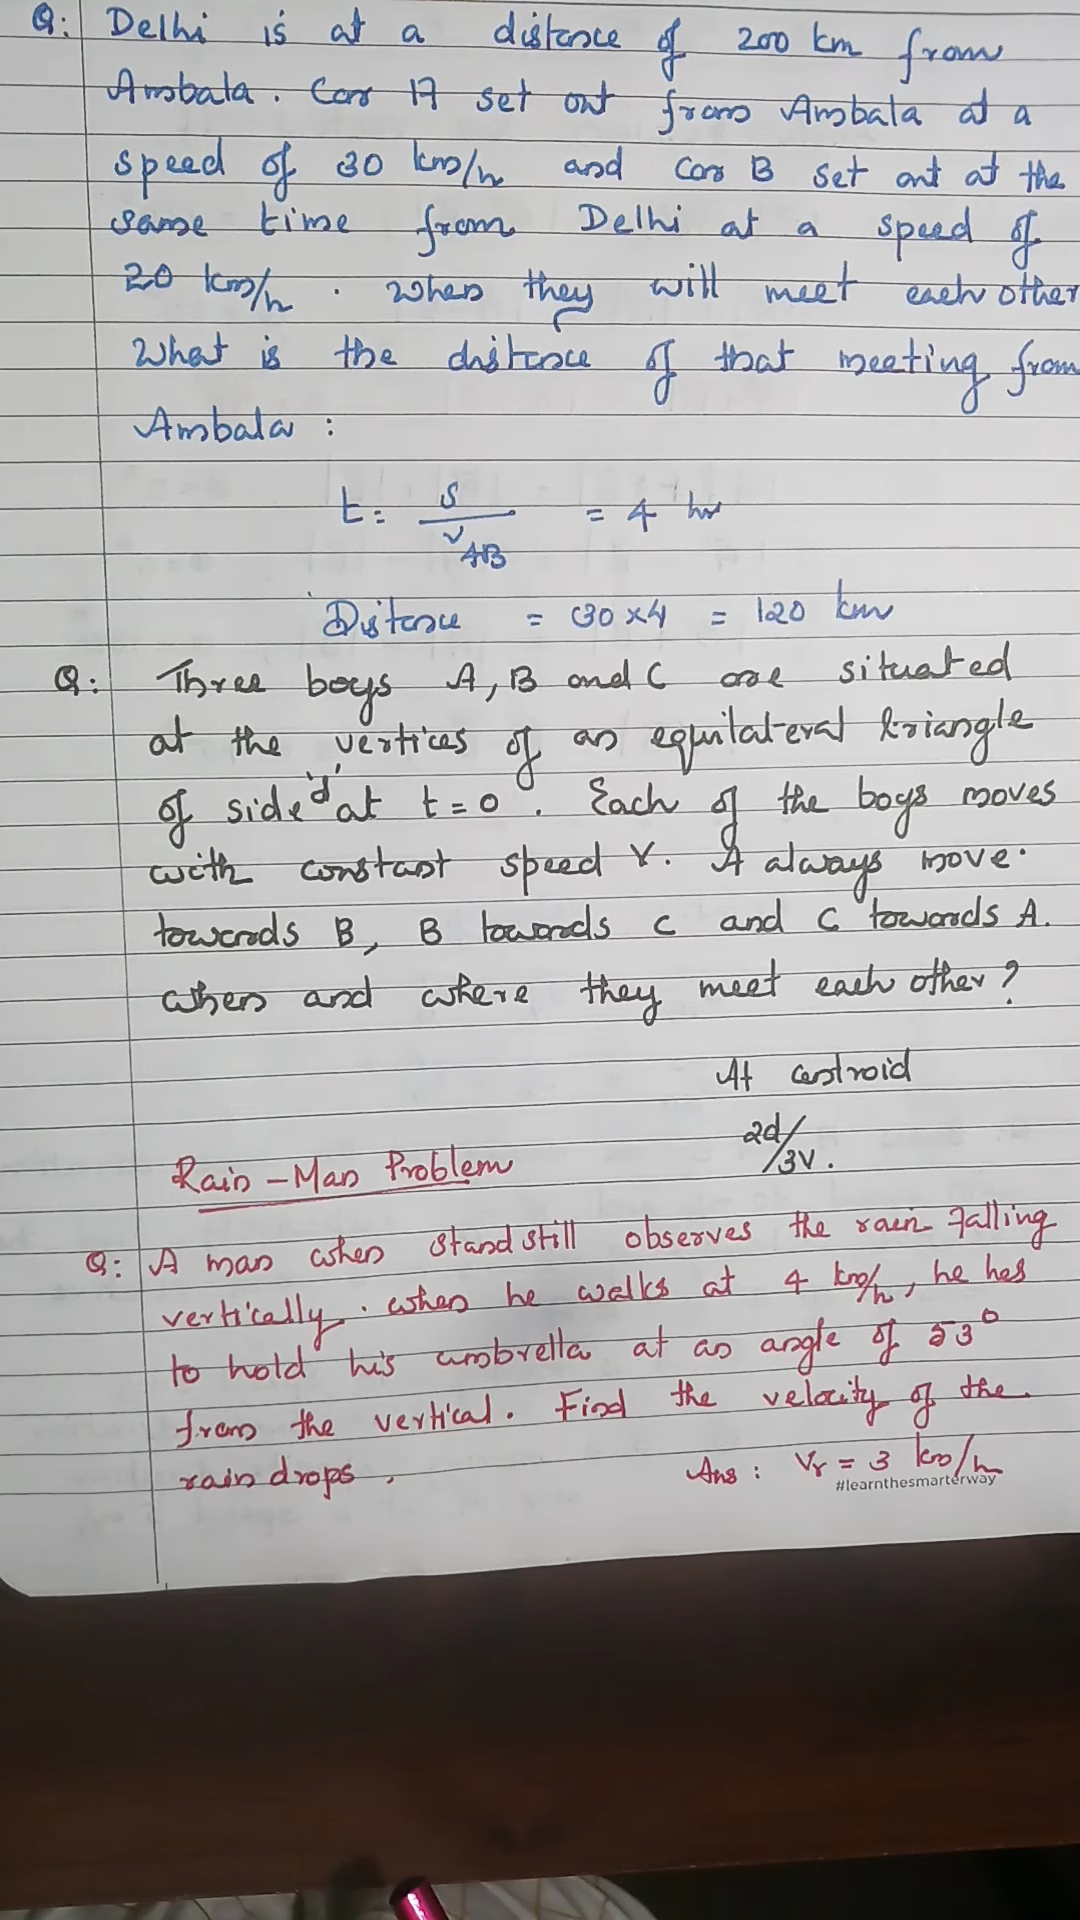 Q: Delhi is at a distance of 200 km from
Ambala. Car A set out from Ambala at a
speed of 30 km/h and Car B set out at the
same time from Delhi at a speed of
20 km/h. when they will meet each other
What is the distance of that meeting from
Ambala :
t = S/vAB = 4 hr
Distance = 30×4 = 120 km
Q: Three boys A, B and C are situated
at the vertices of an equilateral triangle
of side 'd' at t=0. Each of the boys moves
with constant speed v. A always move
towards B, B towards C and C towards A.
when and where they meet each other?
At centroid
2d/3v.
Rain-Man Problem
Q: A man when stand still observes the rain falling
vertically. when he walks at 4 km/h, he has
to hold his umbrella at an angle of 53°
from the vertical. Find the velocity of the
rain drops.
Ans: Vr = 3 km/h
#learnthesmarterway